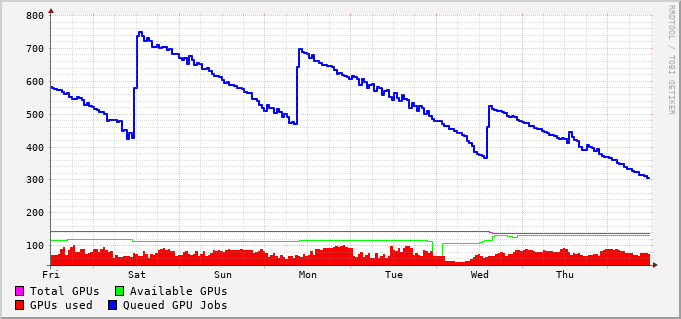 800
700
600
500
400
300
200
100
Fri Sat Sun Mon Tue Wed Thu
Total GPUs Available GPUs
GPUs used Queued GPU Jobs
RRDTOOL / TOBI OETIKER